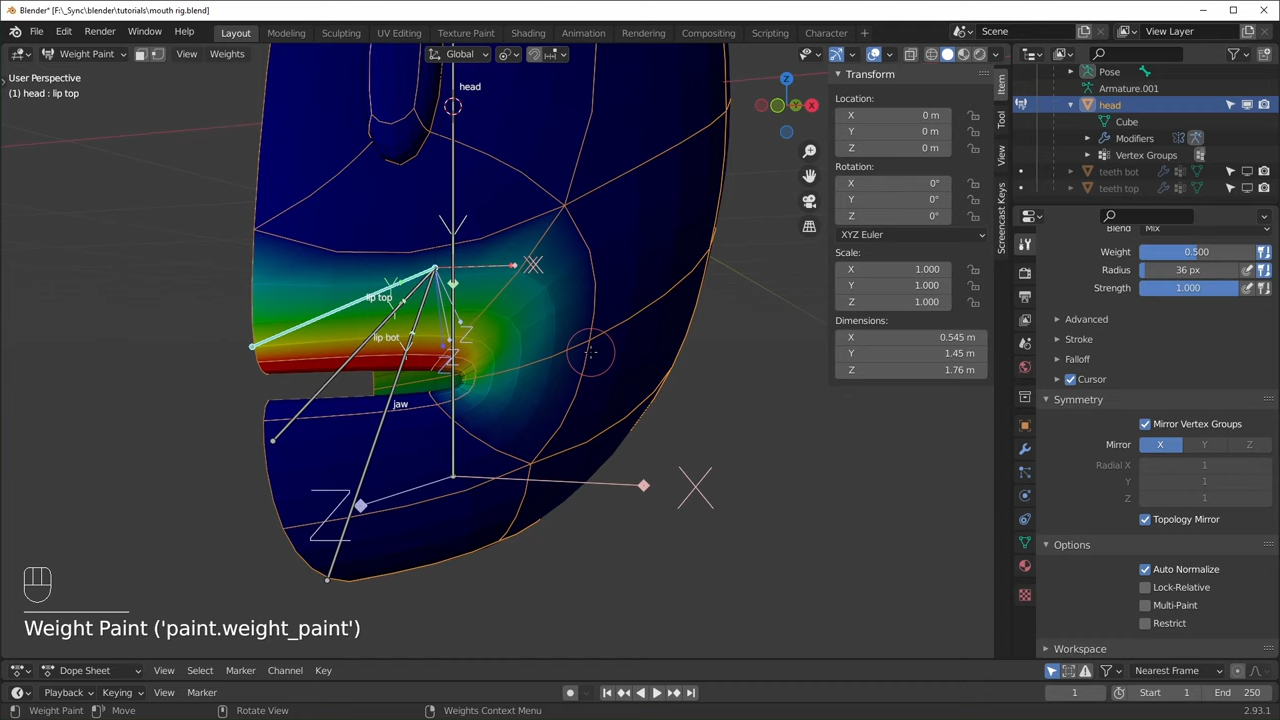 Blender* [F:\_Sync\blender\tutorials\mouth rig.blend]
File Edit Render Window Help Layout Modeling Sculpting UV Editing Texture Paint Shading Animation Rendering Compositing Scripting Character Scene View Layer
Weight Paint View Weights Global
User Perspective
(1) head : lip top
head
lip top
lip bot
jaw
Y
X
Z
Z X
Transform
Location:
X 0 m
Y 0 m
Z 0 m
Rotation:
X 0°
Y 0°
Z 0°
XYZ Euler
Scale:
X 1.000
Y 1.000
Z 1.000
Dimensions:
X 0.545 m
Y 1.45 m
Z 1.76 m
Item
Tool
View
Screencast Keys
Pose
Armature.001
head
Cube
Modifiers
Vertex Groups
teeth bot
teeth top
Blend Mix
Weight 0.500
Radius 36 px
Strength 1.000
Advanced
Stroke
Falloff
Cursor
Symmetry
Mirror Vertex Groups
Mirror X Y Z
Radial X 1
Y 1
Z 1
Topology Mirror
Options
Auto Normalize
Lock-Relative
Multi-Paint
Restrict
Workspace
Weight Paint ('paint.weight_paint')
Dope Sheet View Select Marker Channel Key Nearest Frame
Playback Keying View Marker 1 Start 1 End 250
Weight Paint Move Rotate View Weights Context Menu 2.93.1